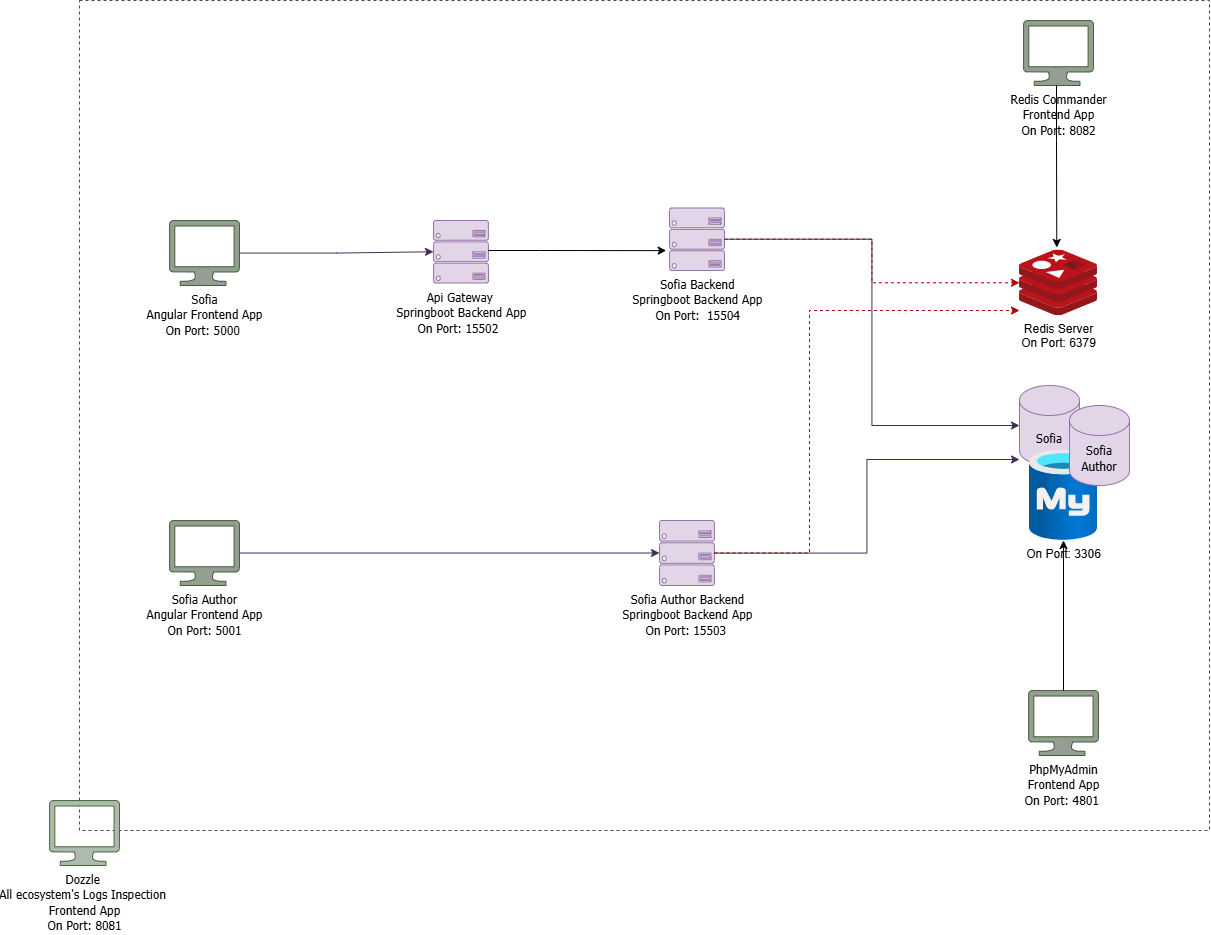 Redis Commander
Frontend App
On Port: 8082
Sofia
Angular Frontend App
On Port: 5000
Api Gateway
Springboot Backend App
On Port: 15502
Sofia Backend
Springboot Backend App
On Port:  15504
Redis Server
On Port: 6379
Sofia
Sofia
Author
My
On Port: 3306
Sofia Author
Angular Frontend App
On Port: 5001
Sofia Author Backend
Springboot Backend App
On Port: 15503
PhpMyAdmin
Frontend App
On Port: 4801
Dozzle
All ecosystem's Logs Inspection
Frontend App
On Port: 8081